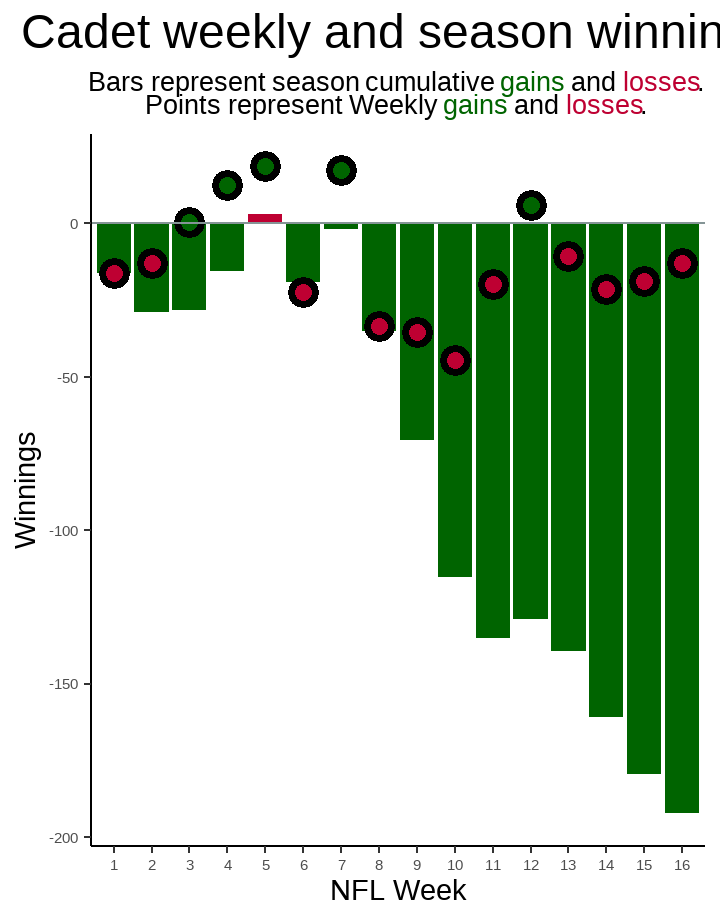 Cadet weekly and season winnin
Bars represent season cumulative gains and losses.
Points represent Weekly gains and losses.
0
-50
-100
-150
-200
Winnings
1 2 3 4 5 6 7 8 9 10 11 12 13 14 15 16
NFL Week